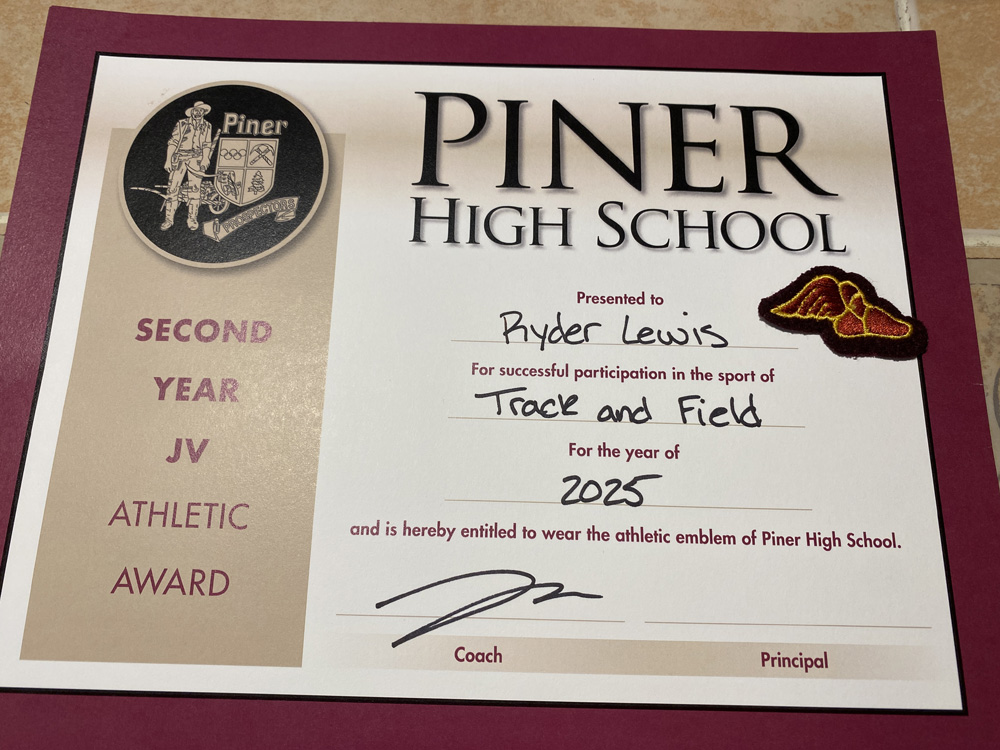 Piner
PROSPECTORS
SECOND
YEAR
JV
ATHLETIC
AWARD
PINER
HIGH SCHOOL
Presented to
Ryder Lewis
For successful participation in the sport of
Track and Field
For the year of
2025
and is hereby entitled to wear the athletic emblem of Piner High School.
Coach
Principal